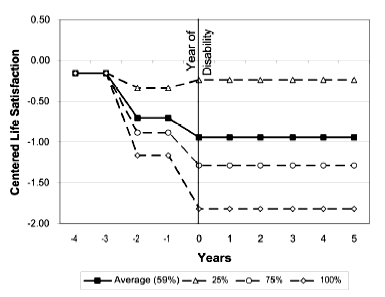 0.50
0.00
-0.50
-1.00
-1.50
-2.00
Centered Life Satisfaction
Year of
Disability
-4 -3 -2 -1 0 1 2 3 4 5
Years
Average (59%) 25% 75% 100%